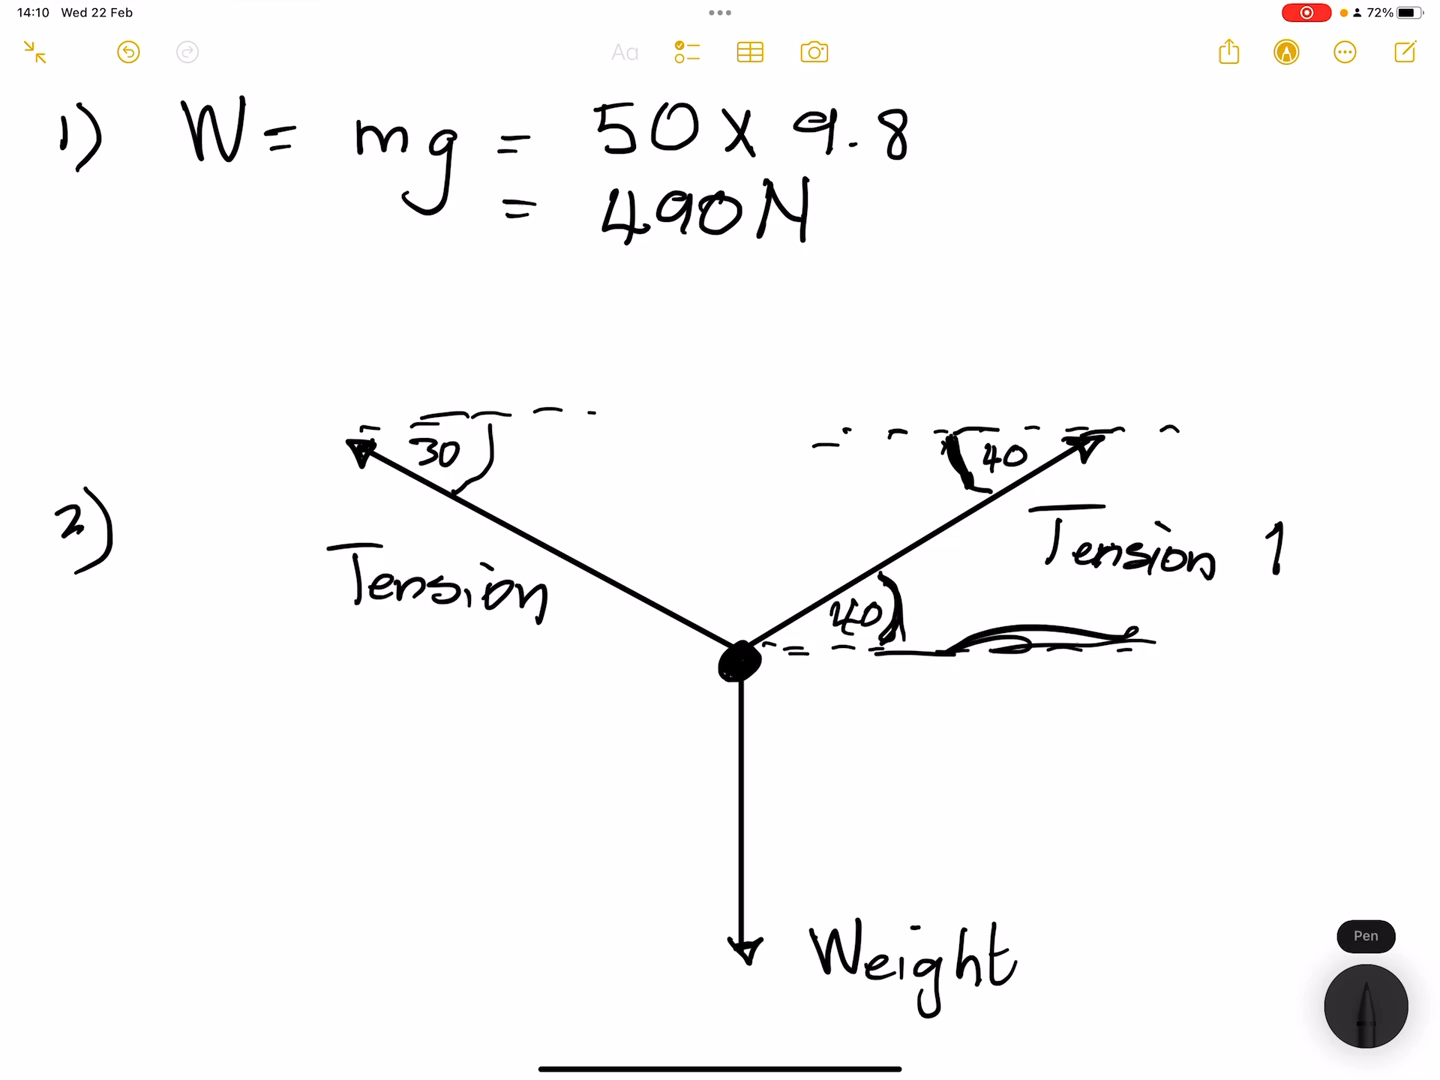 14:10 Wed 22 Feb
72%
Aa
1) W = mg = 50 x 9.8
= 490N
30
40
2)
Tension
Tension 1
40
Weight
Pen